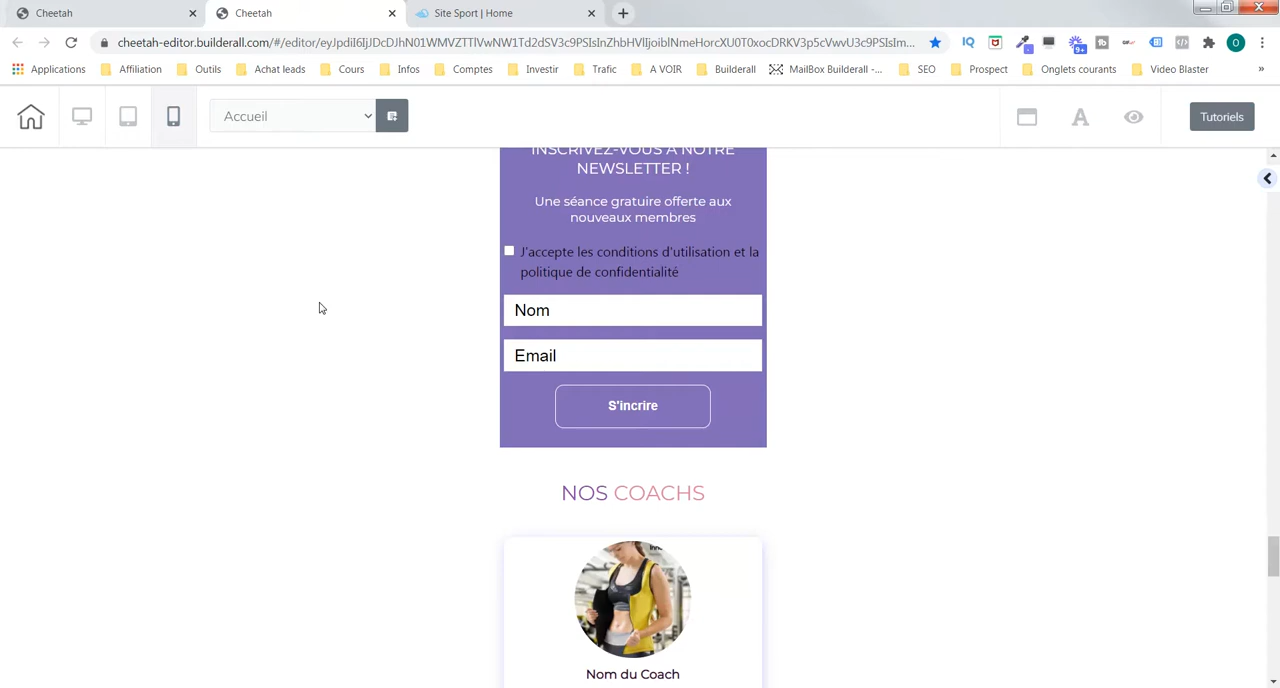 Cheetah
Cheetah
Site Sport | Home
cheetah-editor.builderall.com/#/editor/
Applications
Affiliation
Outils
Achat leads
Cours
Infos
Comptes
Investir
Trafic
A VOIR
Builderall
MailBox Builderall -...
SEO
Prospect
Onglets courants
Video Blaster
»
Accueil
A
Tutoriels
INSCRIVEZ-VOUS À NOTRE
NEWSLETTER !
Une séance gratuire offerte aux
nouveaux membres
J'accepte les conditions d'utilisation et la
politique de confidentialité
Nom
Email
S'incrire
NOS COACHS
Nom du Coach